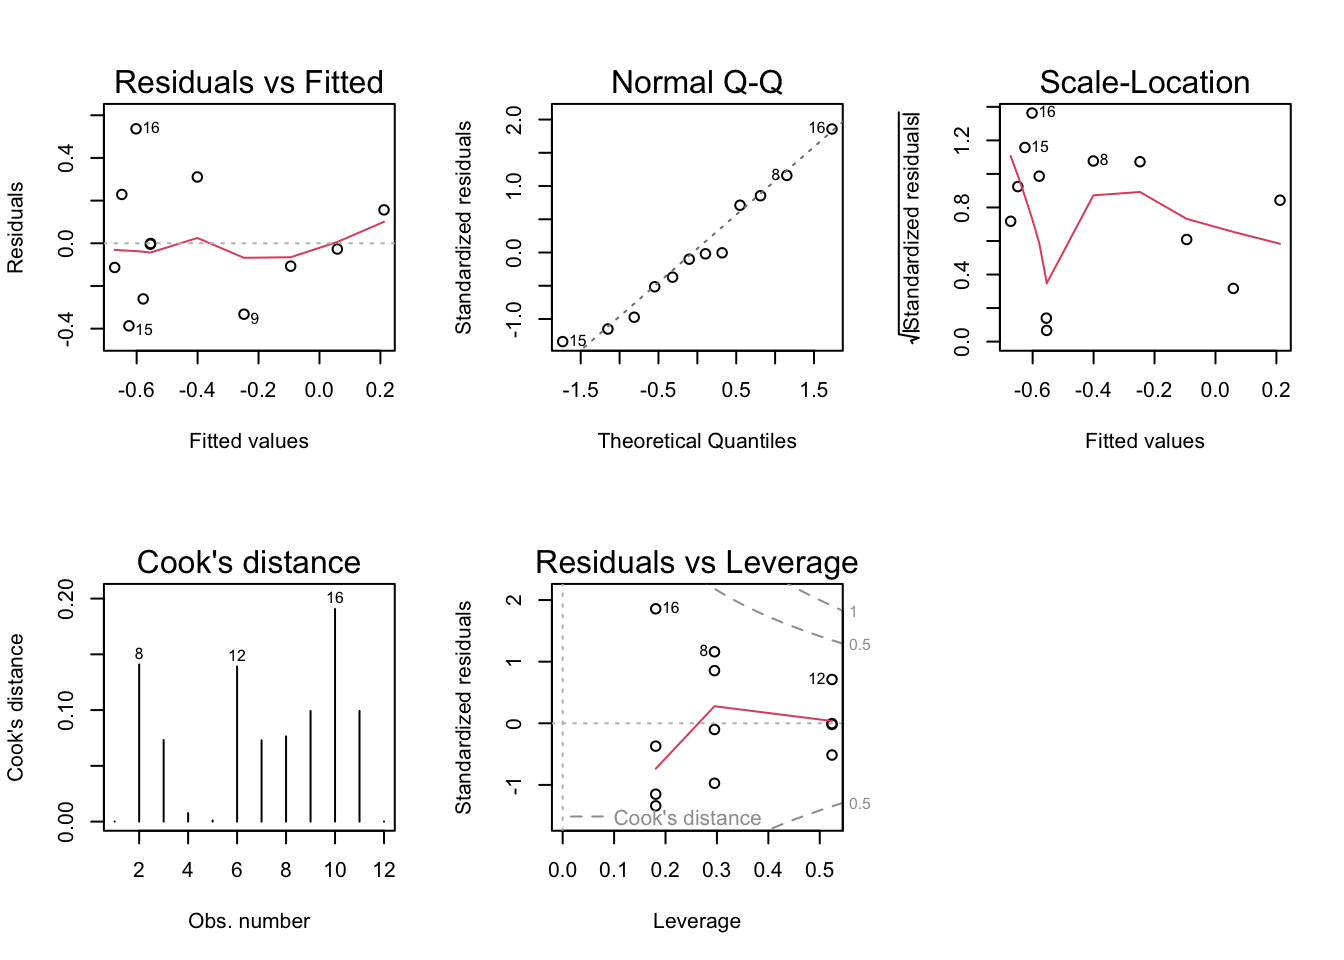 Residuals vs Fitted
Residuals
0.4
0.0
-0.4
16
15
9
-0.6 -0.4 -0.2 0.0 0.2
Fitted values
Normal Q-Q
Standardized residuals
2.0
1.0
0.0
-1.0
16
8
15
-1.5 -0.5 0.5 1.5
Theoretical Quantiles
Scale-Location
√|Standardized residuals|
1.2
0.8
0.4
0.0
16
15
8
-0.6 -0.4 -0.2 0.0 0.2
Fitted values
Cook's distance
Cook's distance
0.20
0.10
0.00
8
12
16
2 4 6 8 10 12
Obs. number
Residuals vs Leverage
Standardized residuals
2
1
0
-1
16
8
12
1
0.5
0.5
Cook's distance
0.0 0.1 0.2 0.3 0.4 0.5
Leverage